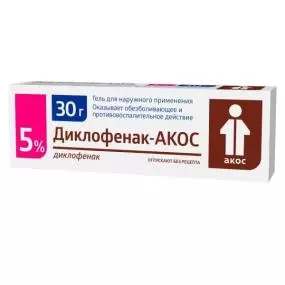 30 г
Гель для наружного применения
Оказывает обезболивающее и
противовоспалительное действие
5%
Диклофенак-АКОС
диклофенак
ОТПУСКАЮТ БЕЗ РЕЦЕПТА
акос